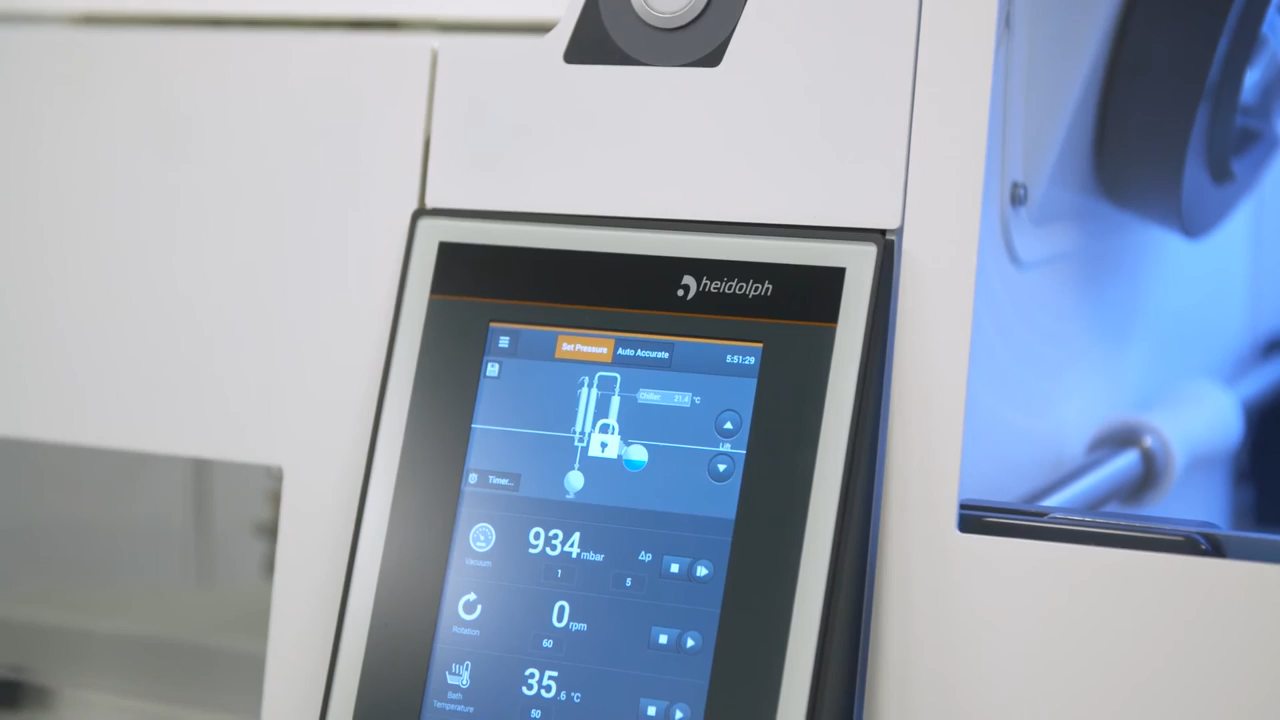 heidolph
Set Pressure Auto Accurate 5:51:29
Chiller: 21.4 °C
Lift
Timer...
934 mbar Δp
Vacuum 1 5
0 rpm
Rotation 60
35.6 °C
Bath
Temperature 50